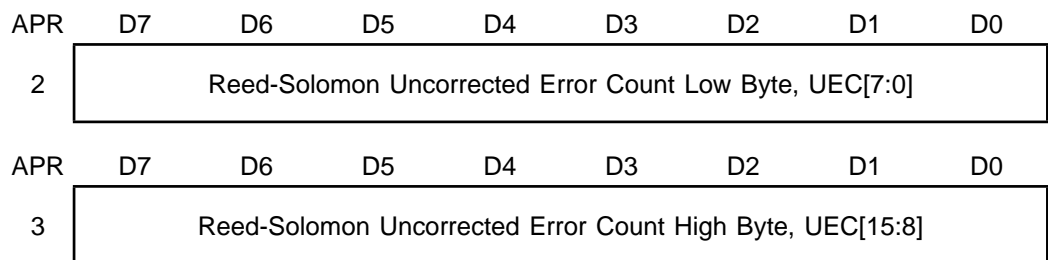 APR D7 D6 D5 D4 D3 D2 D1 D0
2 Reed-Solomon Uncorrected Error Count Low Byte, UEC[7:0]
APR D7 D6 D5 D4 D3 D2 D1 D0
3 Reed-Solomon Uncorrected Error Count High Byte, UEC[15:8]